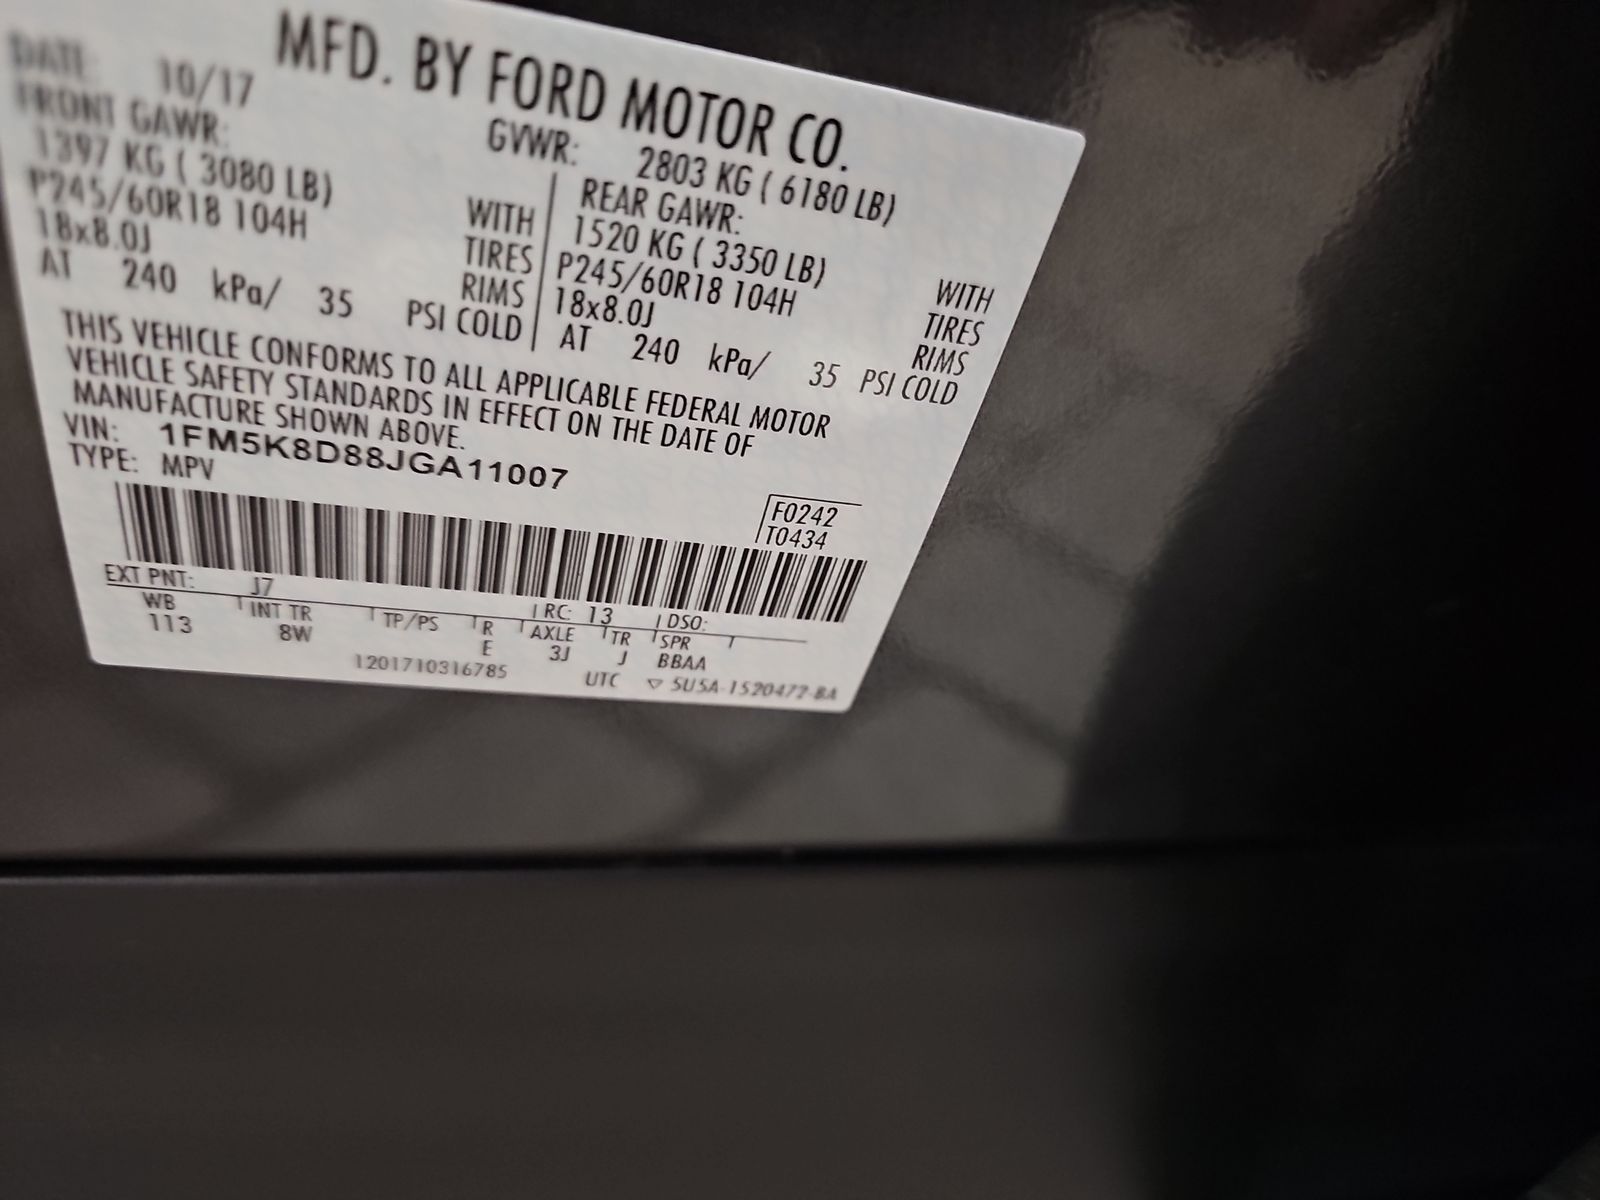 MFD. BY FORD MOTOR CO.
DATE: 10/17 GVWR: 2803 KG ( 6180 LB)
FRONT GAWR: REAR GAWR:
1397 KG ( 3080 LB) WITH 1520 KG ( 3350 LB) WITH
P245/60R18 104H TIRES P245/60R18 104H TIRES
18x8.0J RIMS 18x8.0J RIMS
AT 240 kPa/ 35 PSI COLD AT 240 kPa/ 35 PSI COLD
THIS VEHICLE CONFORMS TO ALL APPLICABLE FEDERAL MOTOR
VEHICLE SAFETY STANDARDS IN EFFECT ON THE DATE OF
MANUFACTURE SHOWN ABOVE.
VIN: 1FM5K8D88JGA11007
TYPE: MPV
F0242
T0434
EXT PNT: J7 RC: 13 DSO:
WB INT TR TP/PS R AXLE TR SPR
113 8W E 3J J BBAA
1201710316785 UTC ▽ 5U5A-1520472-BA